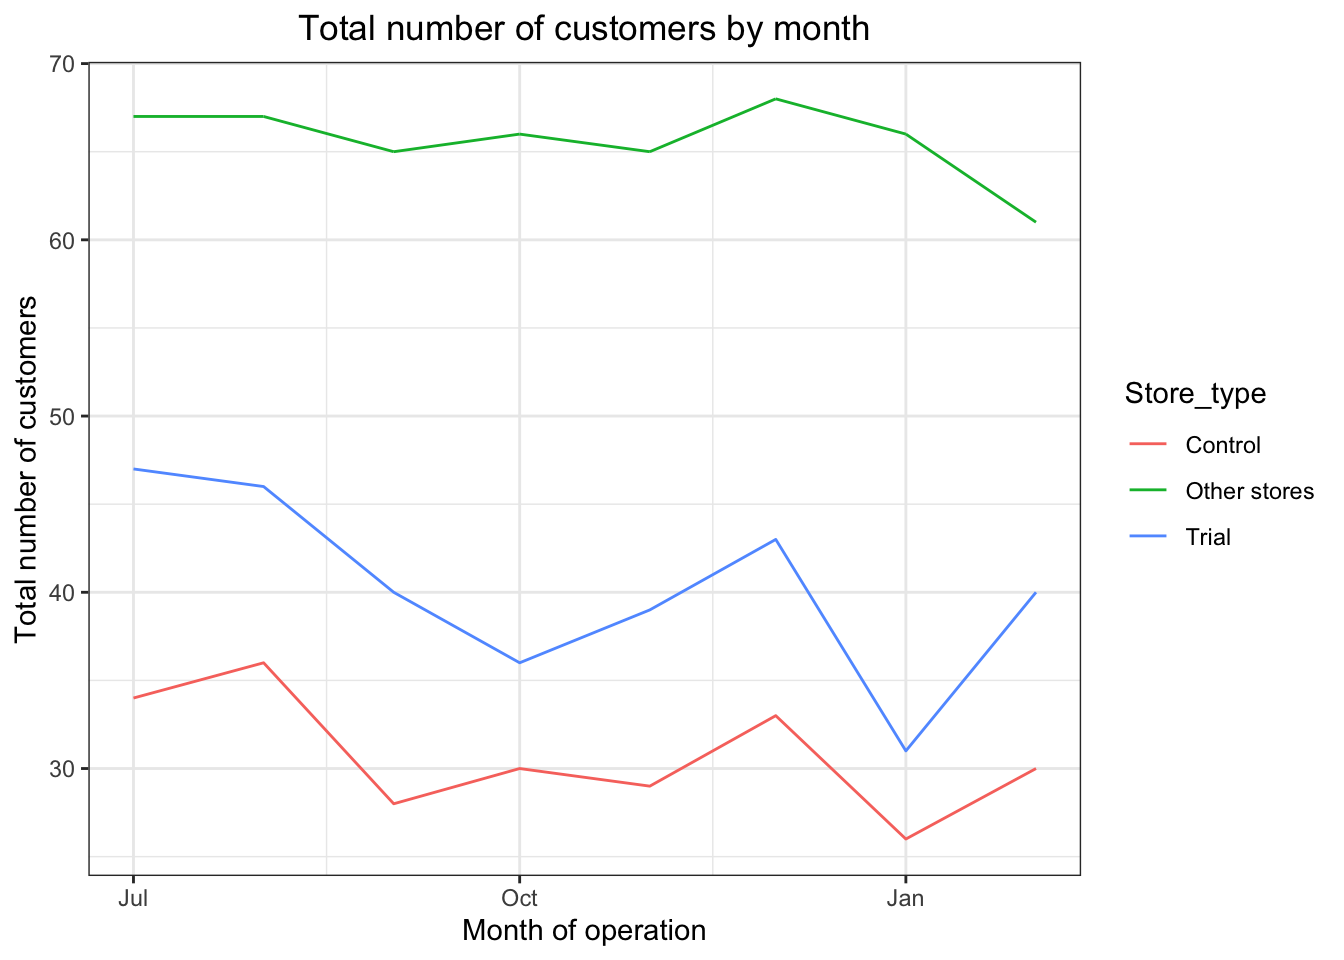 Total number of customers by month
Total number of customers
70
60
50
40
30
Jul
Oct
Jan
Month of operation
Store_type
Control
Other stores
Trial